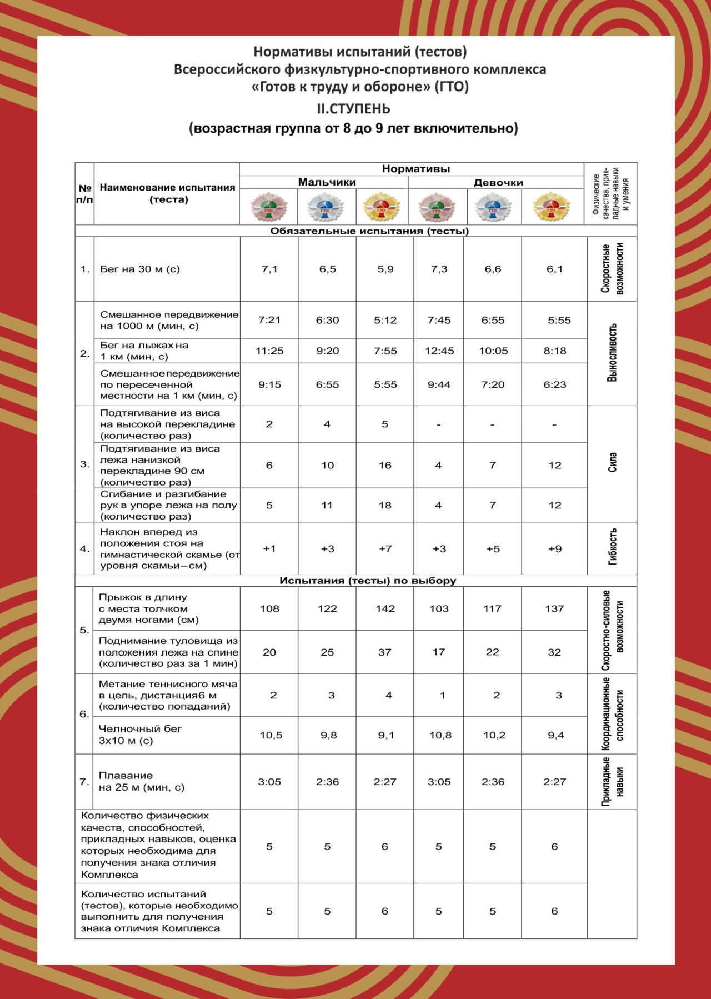 Нормативы испытаний (тестов)
Всероссийского физкультурно-спортивного комплекса
«Готов к труду и обороне» (ГТО)
II.СТУПЕНЬ
(возрастная группа от 8 до 9 лет включительно)
№ п/п
Наименование испытания
(теста)
Нормативы
Мальчики
Девочки
ГТО ГТО ГТО ГТО ГТО ГТО
Физические
качества, прик-
ладные навыки
и умения
Обязательные испытания (тесты)
1. Бег на 30 м (с) 7,1 6,5 5,9 7,3 6,6 6,1
Скоростные
возможности
2.
Смешанное передвижение
на 1000 м (мин, с) 7:21 6:30 5:12 7:45 6:55 5:55
Бег на лыжах на
1 км (мин, с) 11:25 9:20 7:55 12:45 10:05 8:18
Смешанное передвижение
по пересеченной
местности на 1 км (мин, с) 9:15 6:55 5:55 9:44 7:20 6:23
Выносливость
3.
Подтягивание из виса
на высокой перекладине
(количество раз) 2 4 5 - - -
Подтягивание из виса
лежа нанизкой
перекладине 90 см
(количество раз) 6 10 16 4 7 12
Сгибание и разгибание
рук в упоре лежа на полу
(количество раз) 5 11 18 4 7 12
Сила
4.
Наклон вперед из
положения стоя на
гимнастической скамье (от
уровня скамьи–см) +1 +3 +7 +3 +5 +9
Гибкость
Испытания (тесты) по выбору
5.
Прыжок в длину
с места толчком
двумя ногами (см) 108 122 142 103 117 137
Поднимание туловища из
положения лежа на спине
(количество раз за 1 мин) 20 25 37 17 22 32
Скоростно-силовые
возможности
6.
Метание теннисного мяча
в цель, дистанция6 м
(количество попаданий) 2 3 4 1 2 3
Челночный бег
3х10 м (с) 10,5 9,8 9,1 10,8 10,2 9,4
Координационные
способности
7.
Плавание
на 25 м (мин, с) 3:05 2:36 2:27 3:05 2:36 2:27
Прикладные
навыки
Количество физических
качеств, способностей,
прикладных навыков, оценка
которых необходима для
получения знака отличия
Комплекса 5 5 6 5 5 6
Количество испытаний
(тестов), которые необходимо
выполнить для получения
знака отличия Комплекса 5 5 6 5 5 6